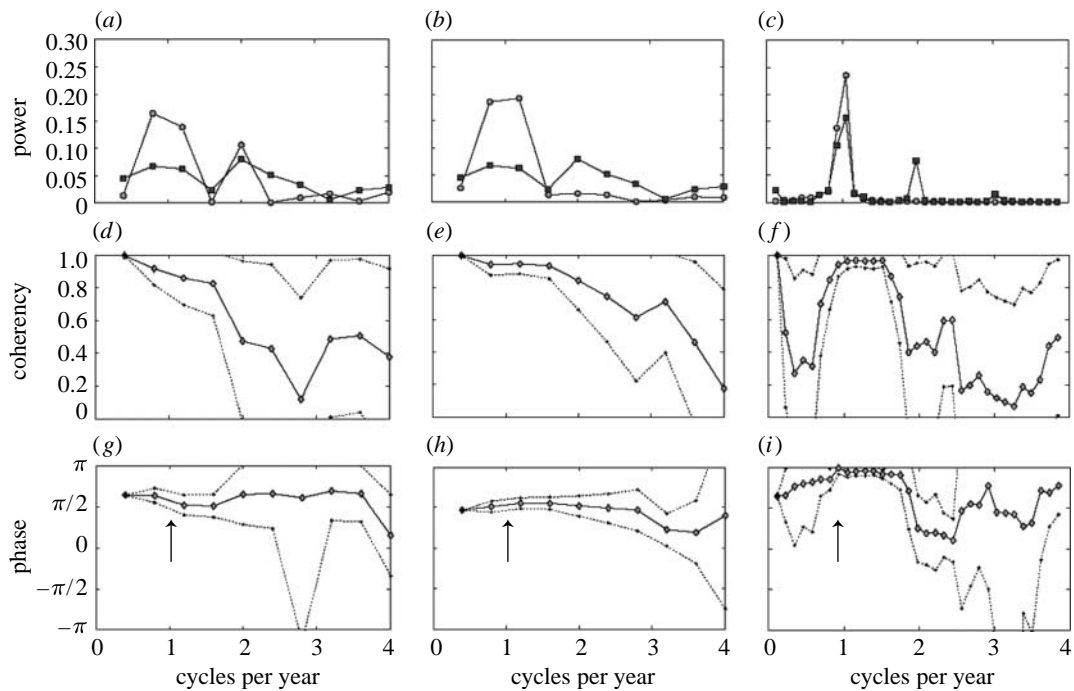 (a) (b) (c)
0.30
0.25
0.20
0.15
0.10
0.05
0
power
(d) (e) (f)
1.0
0.8
0.6
0.4
0.2
0
coherency
(g) (h) (i)
π
π/2
0
−π/2
−π
phase
0 1 2 3 4 0 1 2 3 4 0 1 2 3 4
cycles per year cycles per year cycles per year